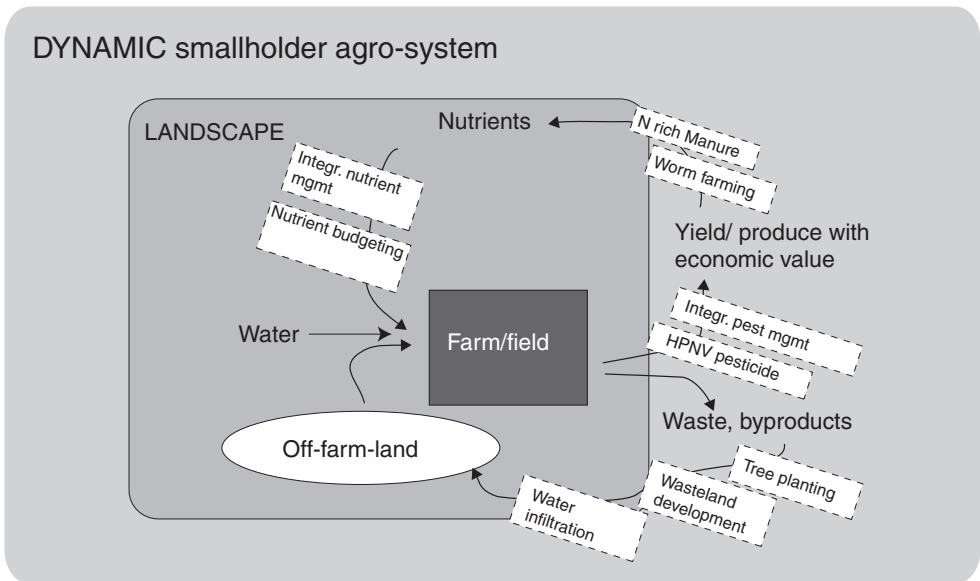 DYNAMIC smallholder agro-system
LANDSCAPE
Nutrients
N rich Manure
Worm farming
Integr. nutrient
mgmt
Nutrient budgeting
Yield/ produce with
economic value
Integr. pest mgmt
HPNV pesticide
Water
Farm/field
Waste, byproducts
Off-farm-land
Tree planting
Wasteland
development
Water
infiltration